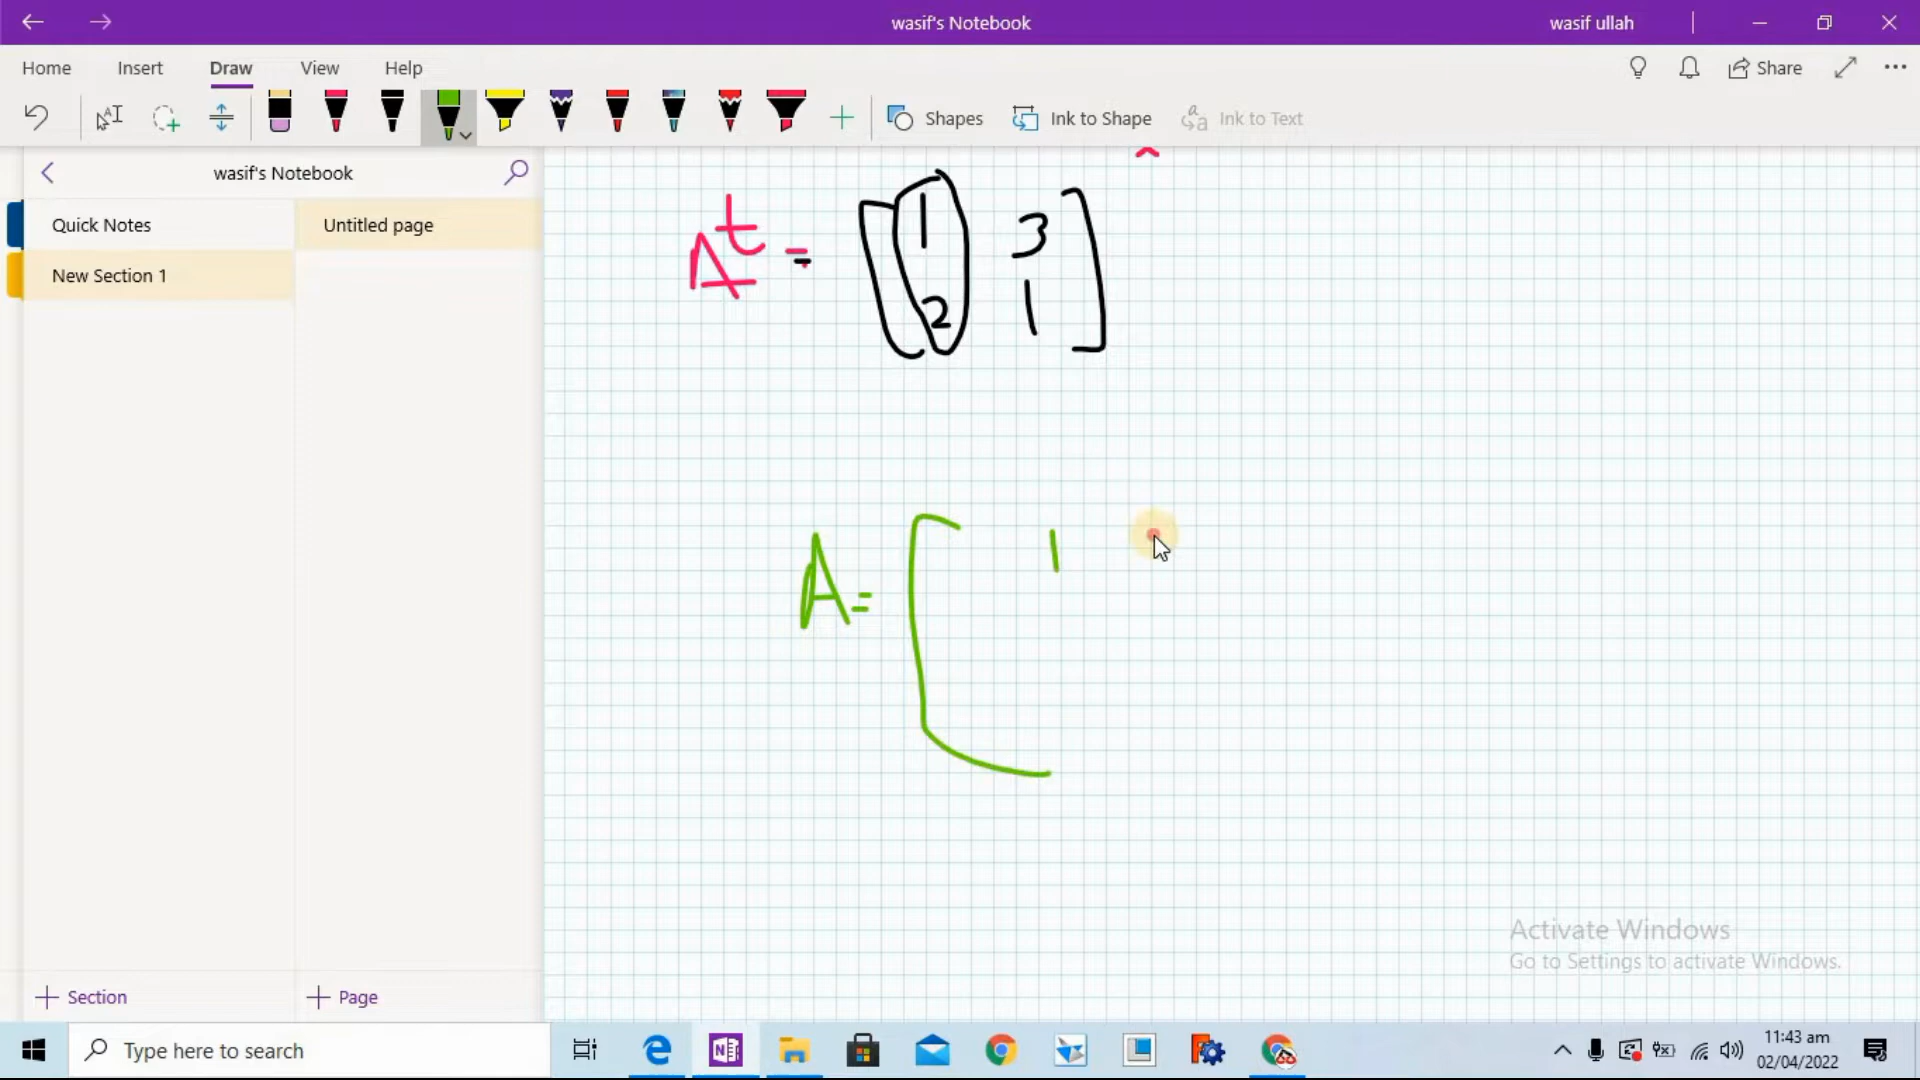 wasif's Notebook
wasif ullah
Home Insert Draw View Help
Share
Shapes
Ink to Shape
Ink to Text
wasif's Notebook
Quick Notes
Untitled page
New Section 1
A^t = [1 3
2 1]
A = [ 1
Activate Windows
Go to Settings to activate Windows.
Section
Page
Type here to search
11:43 am
02/04/2022